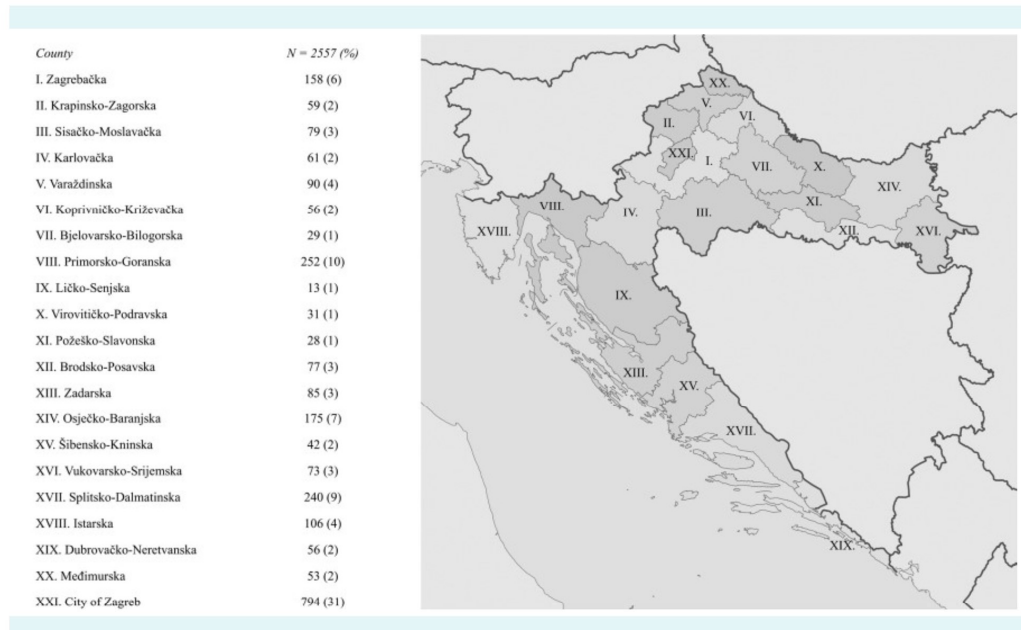 County N = 2557 (%)
I. Zagrebačka 158 (6)
II. Krapinsko-Zagorska 59 (2)
III. Sisačko-Moslavačka 79 (3)
IV. Karlovačka 61 (2)
V. Varaždinska 90 (4)
VI. Koprivničko-Križevačka 56 (2)
VII. Bjelovarsko-Bilogorska 29 (1)
VIII. Primorsko-Goranska 252 (10)
IX. Ličko-Senjska 13 (1)
X. Virovitičko-Podravska 31 (1)
XI. Požeško-Slavonska 28 (1)
XII. Brodsko-Posavska 77 (3)
XIII. Zadarska 85 (3)
XIV. Osječko-Baranjska 175 (7)
XV. Šibensko-Kninska 42 (2)
XVI. Vukovarsko-Srijemska 73 (3)
XVII. Splitsko-Dalmatinska 240 (9)
XVIII. Istarska 106 (4)
XIX. Dubrovačko-Neretvanska 56 (2)
XX. Međimurska 53 (2)
XXI. City of Zagreb 794 (31)
XX.
V.
VI.
II.
XXI.
I.
VII.
X.
XIV.
XI.
VIII.
IV.
III.
XII.
XVI.
XVIII.
IX.
XIII.
XV.
XVII.
XIX.